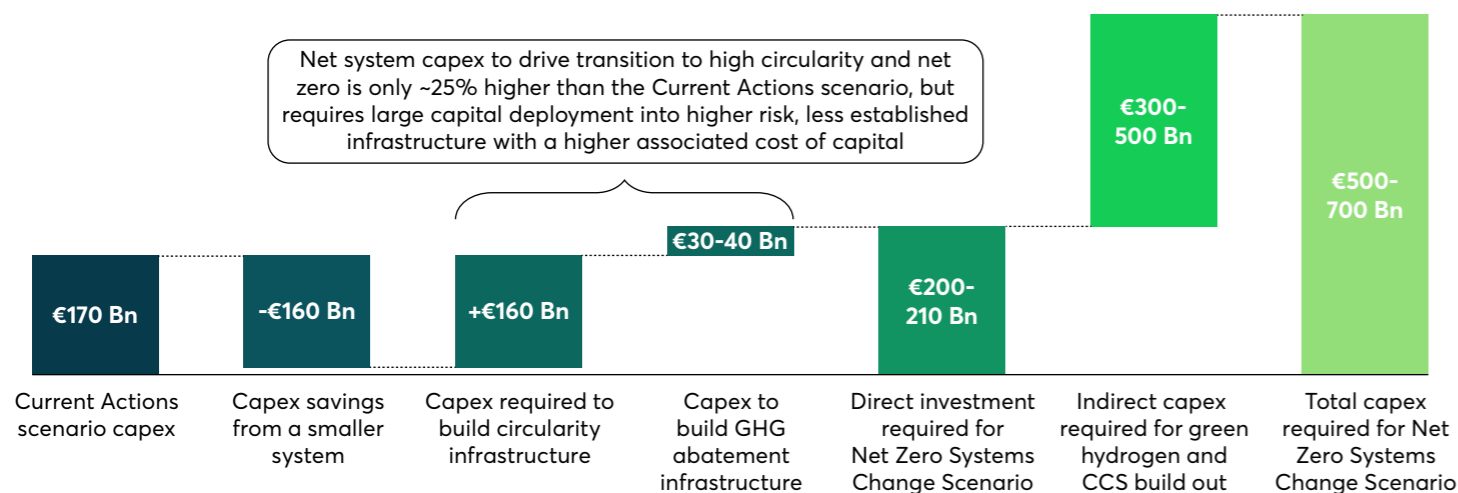 Net system capex to drive transition to high circularity and net
zero is only ~25% higher than the Current Actions scenario, but
requires large capital deployment into higher risk, less established
infrastructure with a higher associated cost of capital
€170 Bn
-€160 Bn
+€160 Bn
€30-40 Bn
€200-
210 Bn
€300-
500 Bn
€500-
700 Bn
Current Actions
scenario capex
Capex savings
from a smaller
system
Capex required to
build circularity
infrastructure
Capex to
build GHG
abatement
infrastructure
Direct investment
required for
Net Zero Systems
Change Scenario
Indirect capex
required for green
hydrogen and
CCS build out
Total capex
required for Net
Zero Systems
Change Scenario